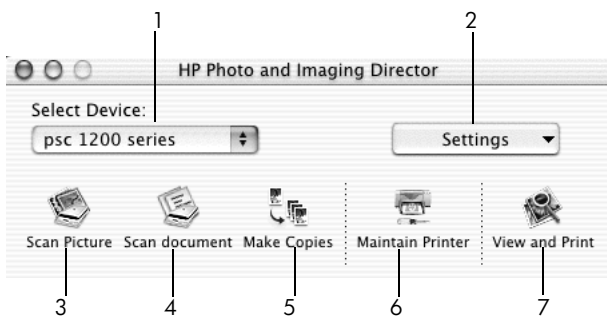 1 2
HP Photo and Imaging Director
Select Device:
psc 1200 series Settings
Scan Picture Scan document Make Copies Maintain Printer View and Print
3 4 5 6 7